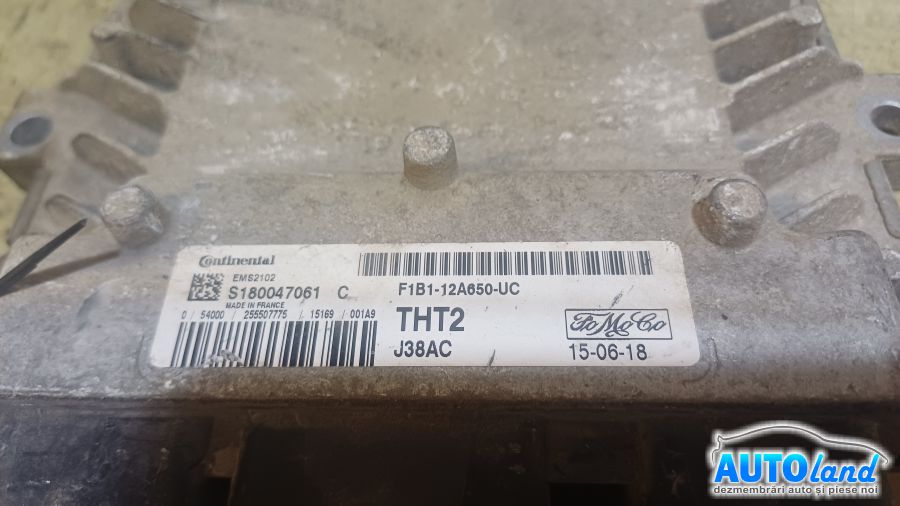 Continental
EMS2102
S180047061 C
MADE IN FRANCE
0 / 54000 / 255507775 / 15169 / 001A9
F1B1-12A650-UC
THT2
J38AC
FoMoCo
15-06-18
AUTOland
dezmembrări auto și piese noi